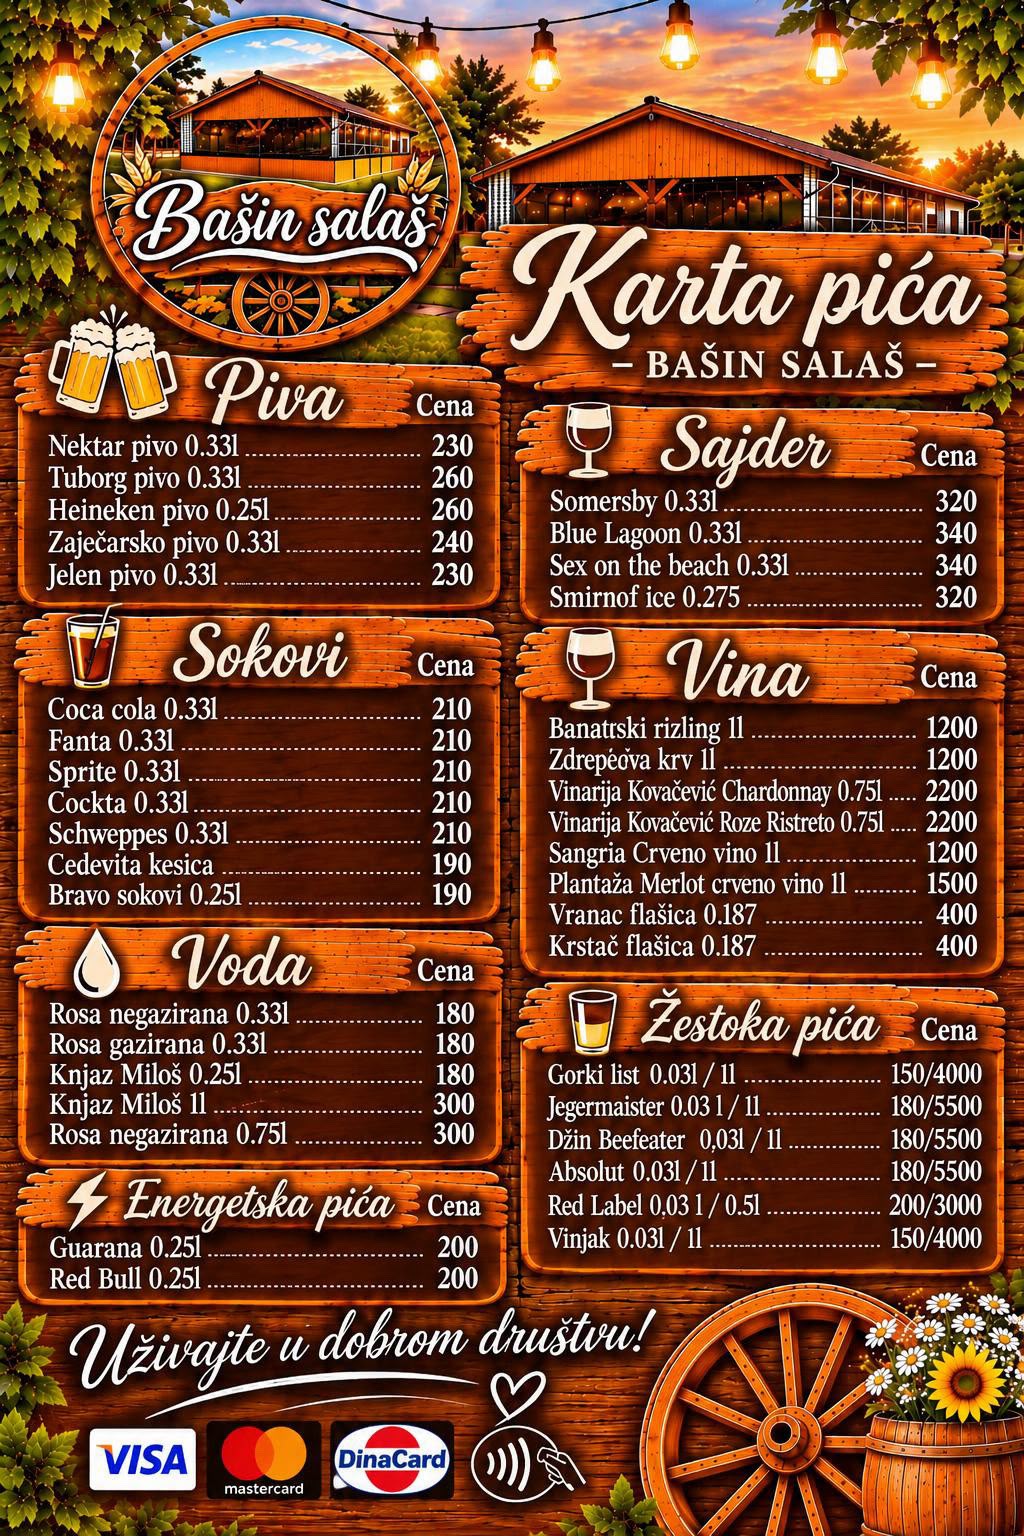 Bašin salaš
Karta pića
– BAŠIN SALAŠ –
Piva Cena
Nektar pivo 0.33l 230
Tuborg pivo 0.33l 260
Heineken pivo 0.25l 260
Zaječarsko pivo 0.33l 240
Jelen pivo 0.33l 230
Sokovi Cena
Coca cola 0.33l 210
Fanta 0.33l 210
Sprite 0.33l 210
Cockta 0.33l 210
Schweppes 0.33l 210
Cedevita kesica 190
Bravo sokovi 0.25l 190
Voda Cena
Rosa negazirana 0.33l 180
Rosa gazirana 0.33l 180
Knjaz Miloš 0.25l 180
Knjaz Miloš 1l 300
Rosa negazirana 0.75l 300
Energetska pića Cena
Guarana 0.25l 200
Red Bull 0.25l 200
Sajder Cena
Somersby 0.33l 320
Blue Lagoon 0.33l 340
Sex on the beach 0.33l 340
Smirnof ice 0.275 320
Vina Cena
Banatrski rizling 1l 1200
Zdrepèova krv 1l 1200
Vinarija Kovačević Chardonnay 0.75l 2200
Vinarija Kovačević Roze Ristreto 0.75l 2200
Sangria Crveno vino 1l 1200
Plantaža Merlot crveno vino 1l 1500
Vranac flašica 0.187 400
Krstač flašica 0.187 400
Žestoka pića Cena
Gorki list 0.03l / 1l 150/4000
Jegermaister 0.03 l / 1l 180/5500
Džin Beefeater 0,03l / 1l 180/5500
Absolut 0.03l / 1l 180/5500
Red Label 0,03 l / 0.5l 200/3000
Vinjak 0.03l / 1l 150/4000
Uživajte u dobrom društvu!
VISA
mastercard
DinaCard